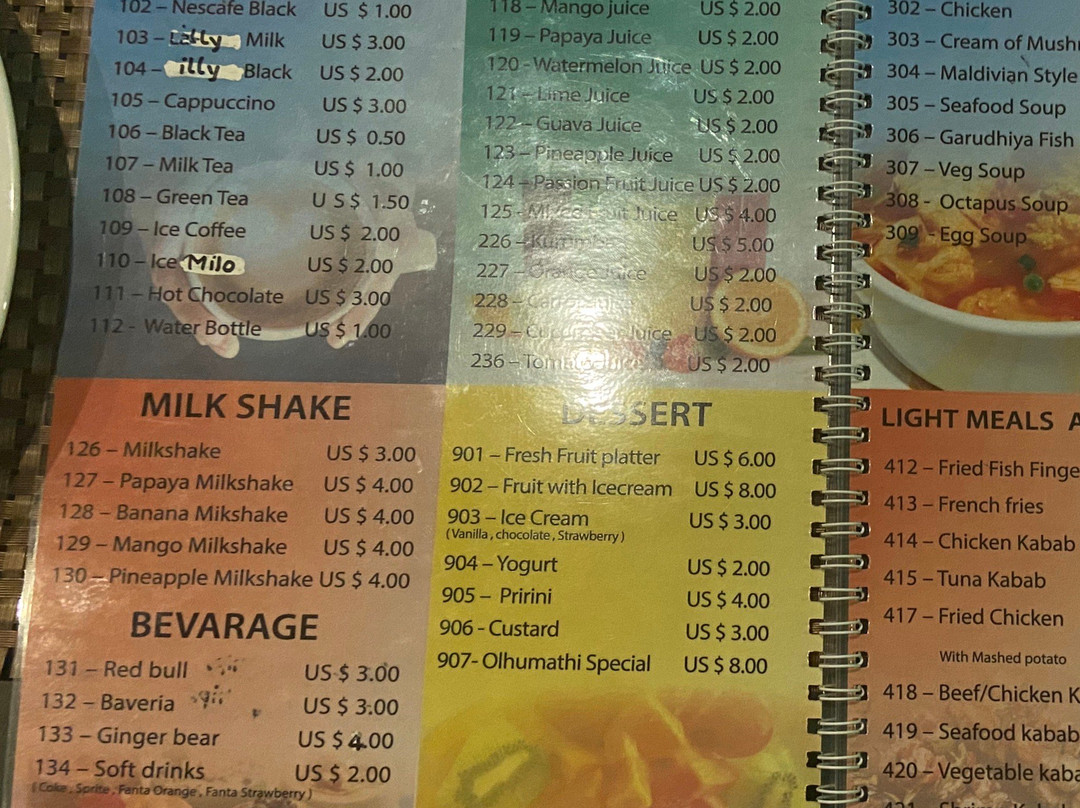 102 – Nescafe Black US $ 1.00
103 – illy Milk US $ 3.00
104 – illy Black US $ 2.00
105 – Cappuccino US $ 3.00
106 – Black Tea US $ 0.50
107 – Milk Tea US $ 1.00
108 – Green Tea U S $ 1.50
109 – Ice Coffee US $ 2.00
110 – Ice Milo US $ 2.00
111 – Hot Chocolate US $ 3.00
112 - Water Bottle US $ 1.00
MILK SHAKE
126 – Milkshake US $ 3.00
127 – Papaya Milkshake US $ 4.00
128 – Banana Mikshake US $ 4.00
129 – Mango Milkshake US $ 4.00
130 – Pineapple Milkshake US $ 4.00
BEVARAGE
131 – Red bull US $ 3.00
132 – Baveria US $ 3.00
133 – Ginger bear US $ 4.00
134 – Soft drinks US $ 2.00
( Coke , Sprite , Fanta Orange , Fanta Strawberry )
118 – Mango juice US $ 2.00
119 – Papaya Juice US $ 2.00
120 - Watermelon Juice US $ 2.00
121 – Lime Juice US $ 2.00
122 – Guava Juice US $ 2.00
123 – Pineapple Juice US $ 2.00
124 – Passion Fruit Juice US $ 2.00
125 - Mixed Fruit Juice US $ 4.00
226 – US $ 5.00
227 – Orange Juice US $ 2.00
228 – US $ 2.00
229 – Cucumber Juice US $ 2.00
236 – Tomato Juice US $ 2.00
DESSERT
901 – Fresh Fruit platter US $ 6.00
902 – Fruit with Icecream US $ 8.00
903 – Ice Cream US $ 3.00
(Vanilla , chocolate , Strawberry )
904 – Yogurt US $ 2.00
905 – Pririni US $ 4.00
906 - Custard US $ 3.00
907- Olhumathi Special US $ 8.00
302 – Chicken
303 – Cream of Mush
304 – Maldivian Style
305 – Seafood Soup
306 – Garudhiya Fish
307 – Veg Soup
308 - Octapus Soup
309 - Egg Soup
LIGHT MEALS A
412 – Fried Fish Finge
413 – French fries
414 – Chicken Kabab
415 – Tuna Kabab
417 – Fried Chicken
With Mashed potato
418 – Beef/Chicken K
419 – Seafood kabab
420 – Vegetable kaba